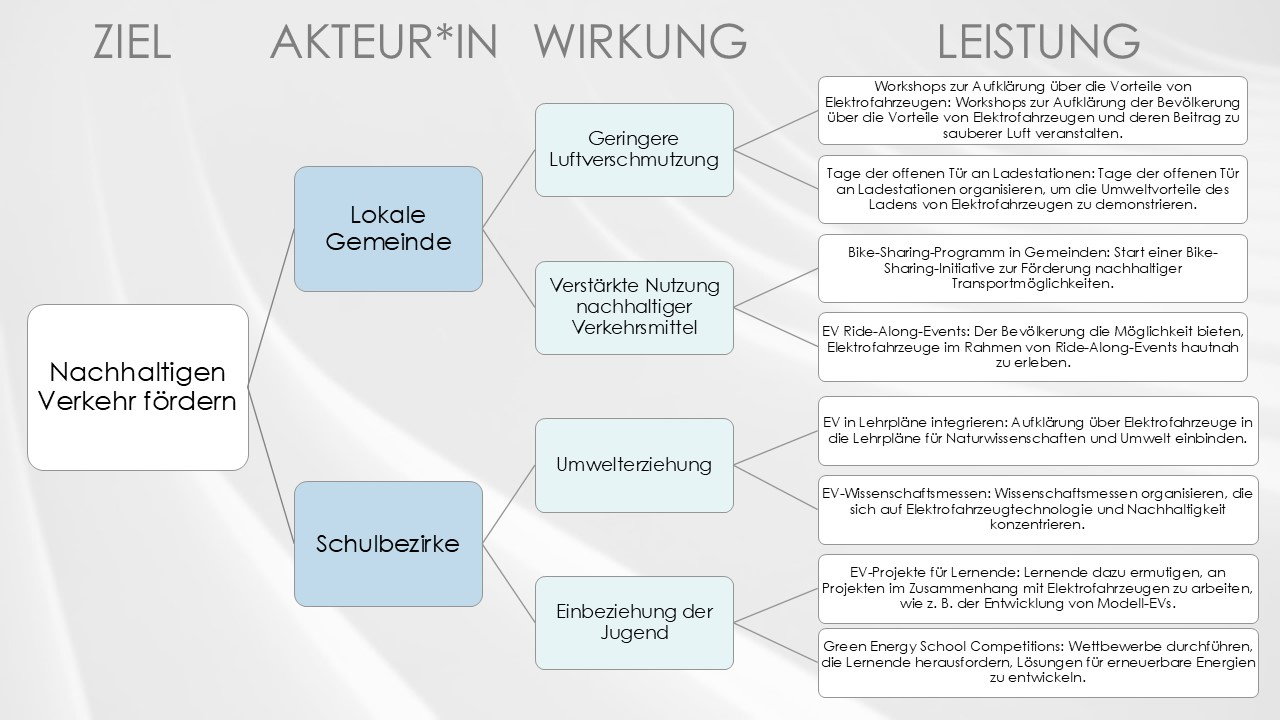 ZIEL
AKTEUR*IN
WIRKUNG
LEISTUNG
Nachhaltigen
Verkehr fördern
Lokale
Gemeinde
Schulbezirke
Geringere
Luftverschmutzung
Verstärkte Nutzung
nachhaltiger
Verkehrsmittel
Umwelterziehung
Einbeziehung der
Jugend
Workshops zur Aufklärung über die Vorteile von
Elektrofahrzeugen: Workshops zur Aufklärung der Bevölkerung
über die Vorteile von Elektrofahrzeugen und deren Beitrag zu
sauberer Luft veranstalten.
Tage der offenen Tür an Ladestationen: Tage der offenen Tür
an Ladestationen organisieren, um die Umweltvorteile des
Ladens von Elektrofahrzeugen zu demonstrieren.
Bike-Sharing-Programm in Gemeinden: Start einer Bike-
Sharing-Initiative zur Förderung nachhaltiger
Transportmöglichkeiten.
EV Ride-Along-Events: Der Bevölkerung die Möglichkeit bieten,
Elektrofahrzeuge im Rahmen von Ride-Along-Events hautnah
zu erleben.
EV in Lehrpläne integrieren: Aufklärung über Elektrofahrzeuge in
die Lehrpläne für Naturwissenschaften und Umwelt einbinden.
EV-Wissenschaftsmessen: Wissenschaftsmessen organisieren, die
sich auf Elektrofahrzeugtechnologie und Nachhaltigkeit
konzentrieren.
EV-Projekte für Lernende: Lernende dazu ermutigen, an
Projekten im Zusammenhang mit Elektrofahrzeugen zu arbeiten,
wie z. B. der Entwicklung von Modell-EVs.
Green Energy School Competitions: Wettbewerbe durchführen,
die Lernende herausfordern, Lösungen für erneuerbare Energien
zu entwickeln.